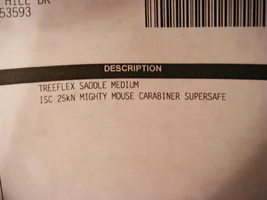 HILL DR
53593
DESCRIPTION
TREEFLEX SADDLE MEDIUM
ISC 25kN MIGHTY MOUSE CARABINER SUPERSAFE